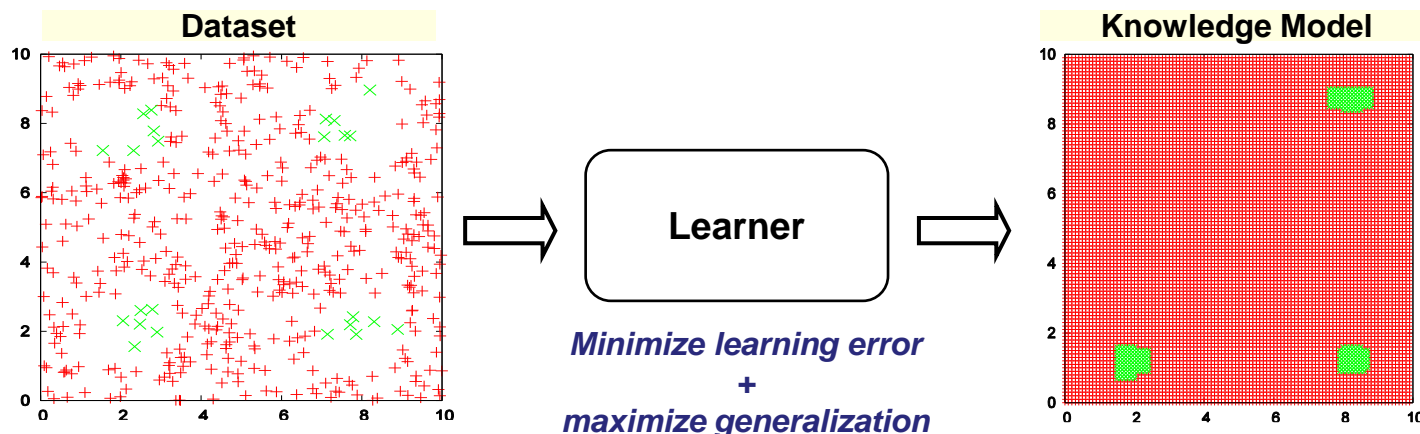 Dataset
Knowledge Model
10
8
6
4
2
0
0 2 4 6 8 10
Learner
Minimize learning error
+
maximize generalization
10
8
6
4
2
0
0 2 4 6 8 10